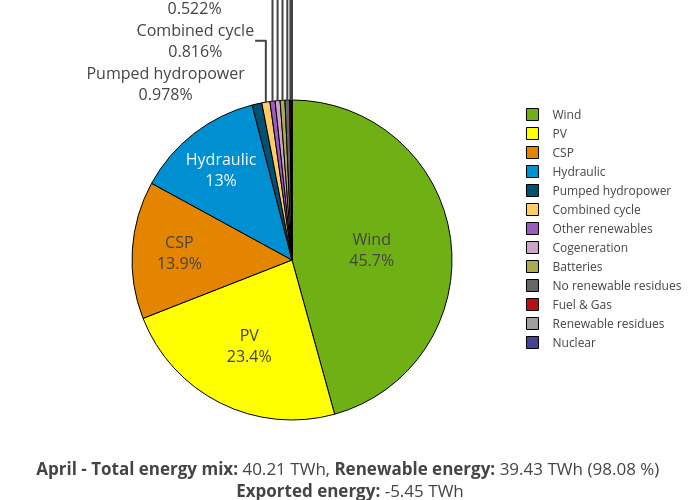 0.522%
Combined cycle
0.816%
Pumped hydropower
0.978%
Hydraulic
13%
CSP
13.9%
Wind
45.7%
PV
23.4%
Wind
PV
CSP
Hydraulic
Pumped hydropower
Combined cycle
Other renewables
Cogeneration
Batteries
No renewable residues
Fuel & Gas
Renewable residues
Nuclear
April - Total energy mix: 40.21 TWh, Renewable energy: 39.43 TWh (98.08 %)
Exported energy: -5.45 TWh